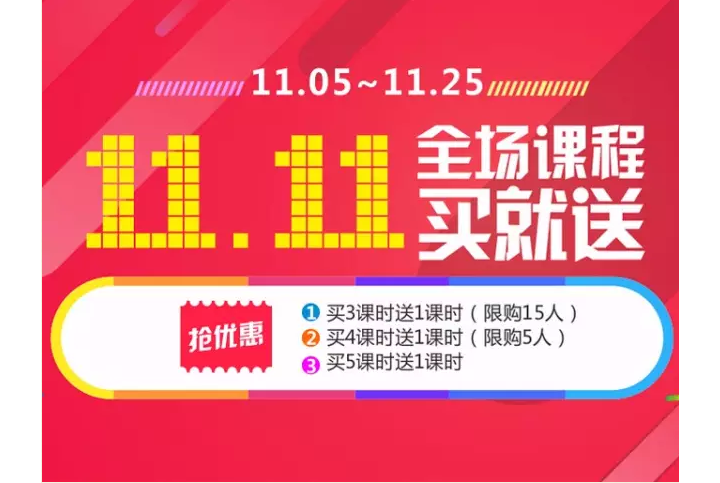 11.05~11.25
11.11
全场课程
买就送
抢优惠
1 买3课时送1课时（限购15人）
2 买4课时送1课时（限购5人）
3 买5课时送1课时